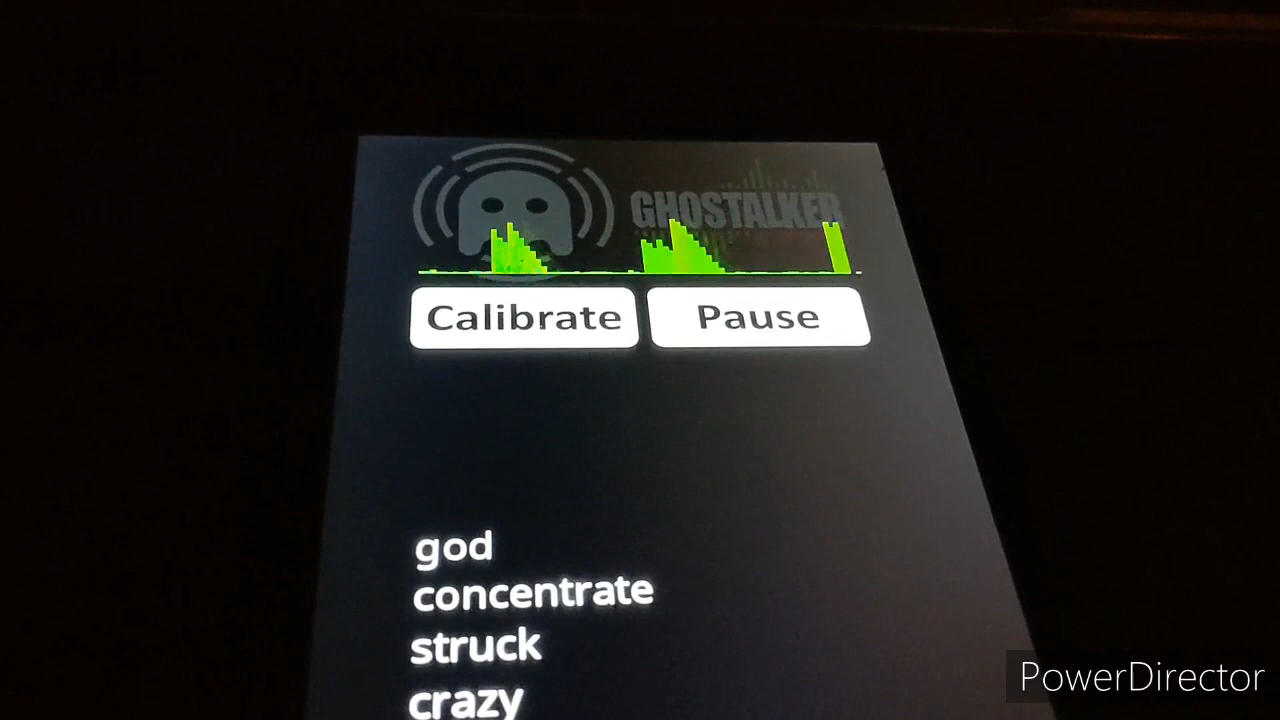 GHOSTALKER
Calibrate Pause
god
concentrate
struck
crazy
PowerDirector